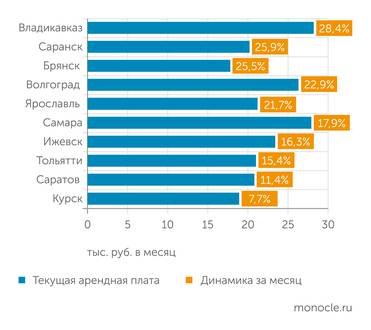 Владикавказ 28,4%
Саранск 25,9%
Брянск 25,5%
Волгоград 22,9%
Ярославль 21,7%
Самара 17,9%
Ижевск 16,3%
Тольятти 15,4%
Саратов 11,4%
Курск 7,7%
0 5 10 15 20 25 30
тыс. руб. в месяц
Текущая арендная плата Динамика за месяц
monocle.ru